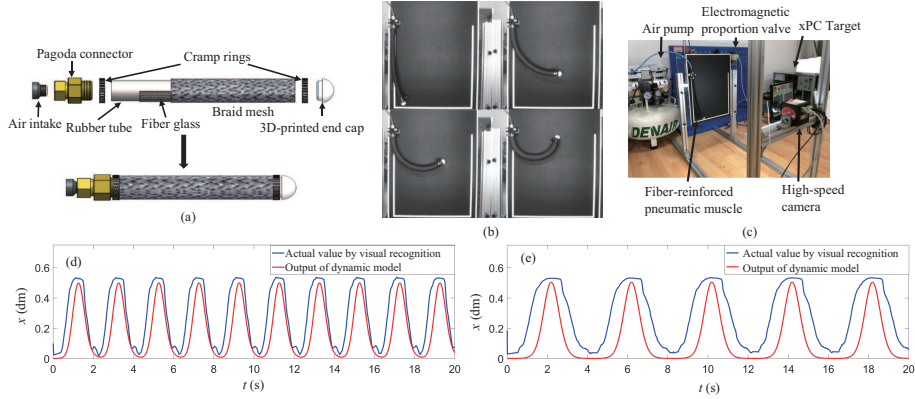 Pagoda connector
Cramp rings
Air intake
Rubber tube
Fiber glass
Braid mesh
3D-printed end cap
(a)
(b)
Air pump
Electromagnetic
proportion valve
xPC Target
DENAIR
Fiber-reinforced
pneumatic muscle
High-speed
camera
(c)
(d)
Actual value by visual recognition
Output of dynamic model
x (dm)
0.6
0.4
0.2
0
0 2 4 6 8 10 12 14 16 18 20
t (s)
(e)
Actual value by visual recognition
Output of dynamic model
x (dm)
0.6
0.4
0.2
0
0 2 4 6 8 10 12 14 16 18 20
t (s)